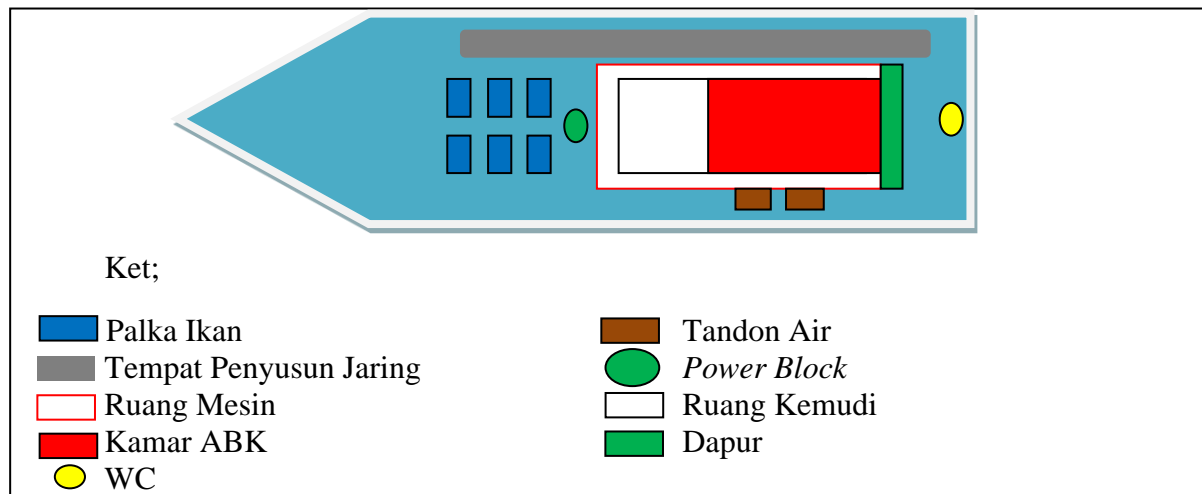 Ket;
Palka Ikan
Tempat Penyusun Jaring
Ruang Mesin
Kamar ABK
WC
Tandon Air
Power Block
Ruang Kemudi
Dapur